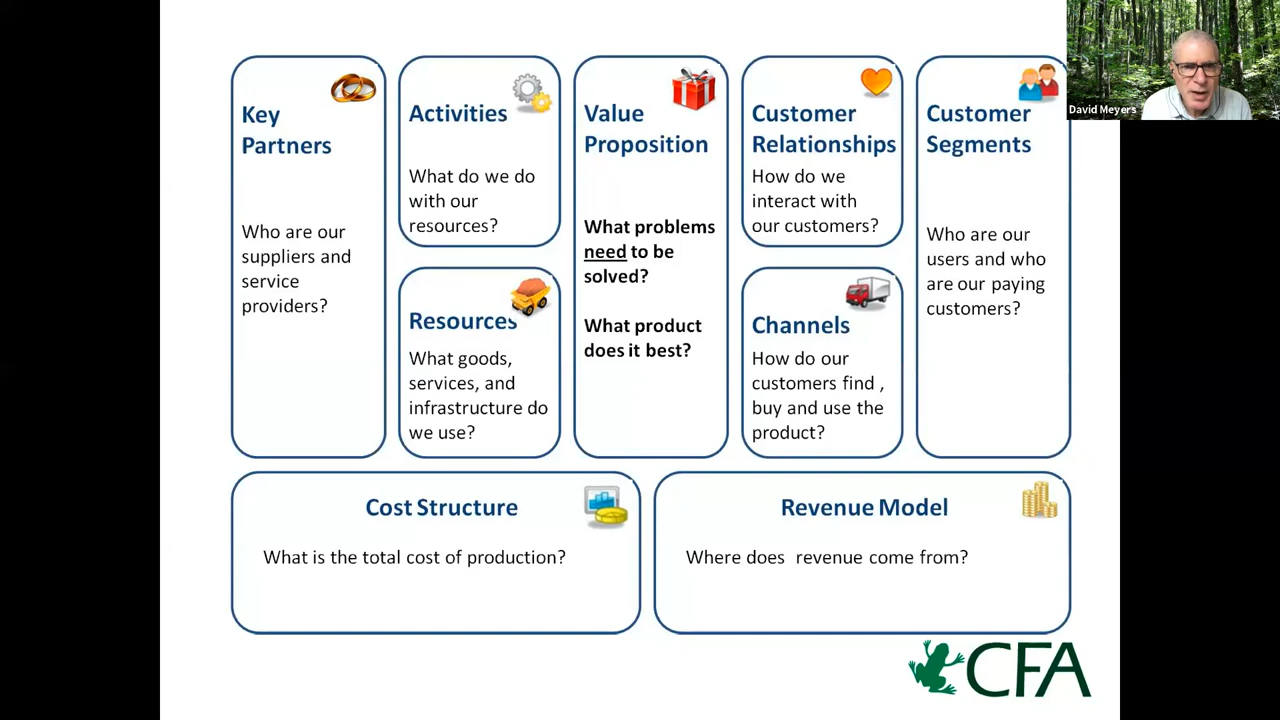 Key
Partners
Who are our
suppliers and
service
providers?
Activities
What do we do
with our
resources?
Resources
What goods,
services, and
infrastructure do
we use?
Value
Proposition
What problems
need to be
solved?
What product
does it best?
Customer
Relationships
How do we
interact with
our customers?
Channels
How do our
customers find ,
buy and use the
product?
Customer
Segments
Who are our
users and who
are our paying
customers?
David Meyers
Cost Structure
What is the total cost of production?
Revenue Model
Where does revenue come from?
CFA